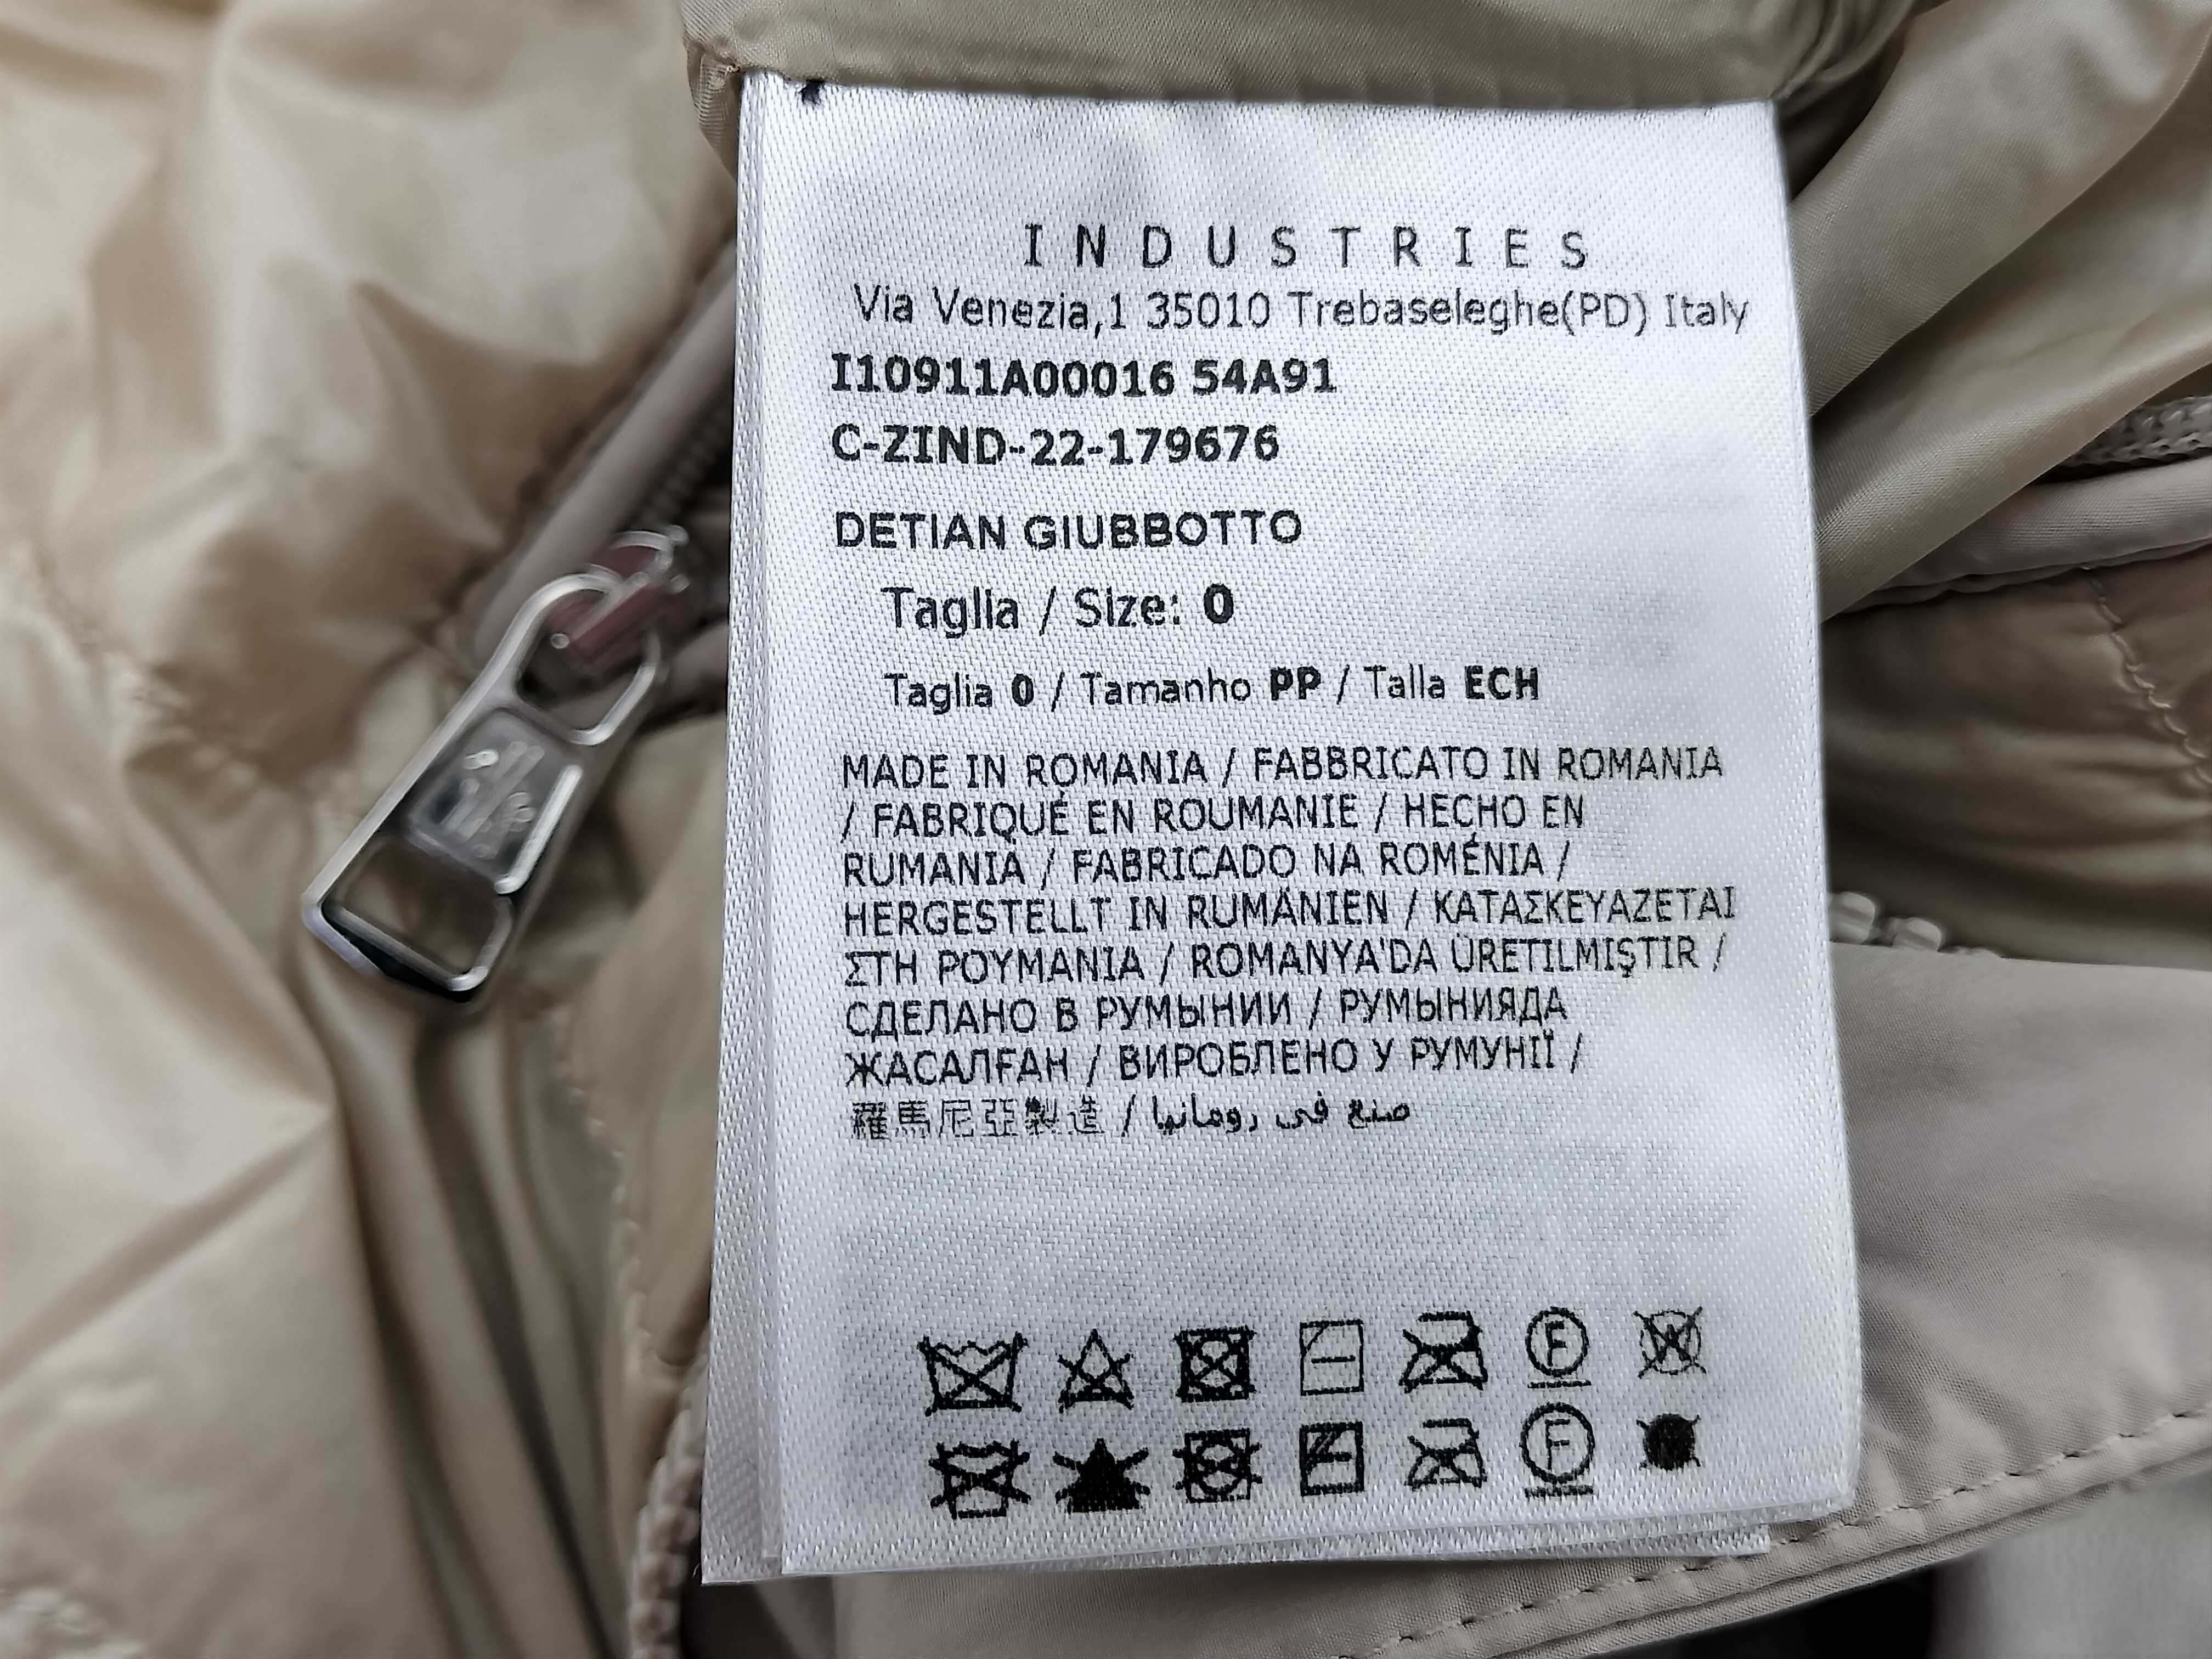 INDUSTRIES
Via Venezia,1 35010 Trebaseleghe(PD) Italy
I10911A00016 54A91
C-ZIND-22-179676
DETIAN GIUBBOTTO
Taglia / Size: 0
Taglia 0 / Tamanho PP / Talla ECH
MADE IN ROMANIA / FABBRICATO IN ROMANIA
/ FABRIQUÉ EN ROUMANIE / HECHO EN
RUMANIA / FABRICADO NA ROMÉNIA /
HERGESTELLT IN RUMÄNIEN / ΚΑΤΑΣΚΕΥΑΖΕΤΑΙ
ΣΤΗ ΡΟΥΜΑΝΙΑ / ROMANYA'DA ÜRETILMIŞTIR /
СДЕЛАНО В РУМЫНИИ / РУМЫНИЯДА
ЖАСАЛҒАН / ВИРОБЛЕНО У РУМУНІЇ /
羅馬尼亞製造 / صنع في رومانيا
F W
F